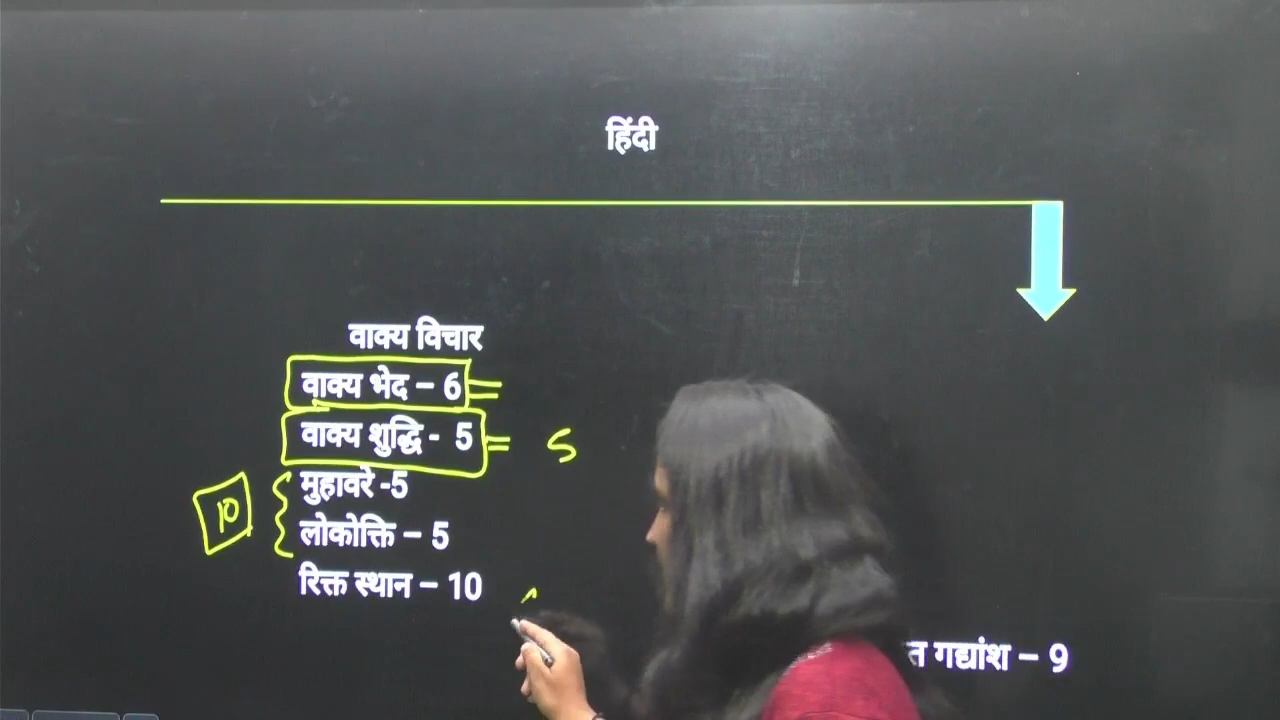 हिंदी
वाक्य विचार
वाक्य भेद – 6
वाक्य शुद्धि - 5 5
मुहावरे -5
10
लोकोक्ति – 5
रिक्त स्थान – 10
गद्यांश – 9